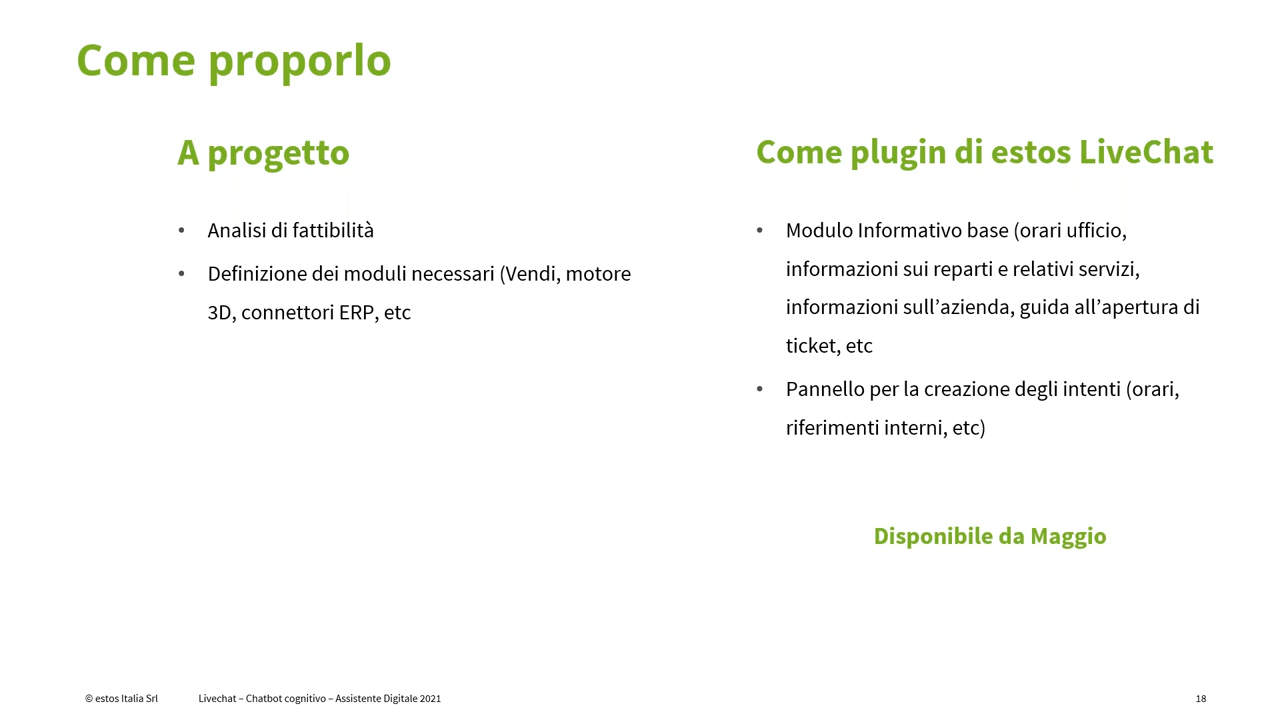 Come proporlo
A progetto
• Analisi di fattibilità
• Definizione dei moduli necessari (Vendi, motore
3D, connettori ERP, etc
Come plugin di estos LiveChat
• Modulo Informativo base (orari ufficio,
informazioni sui reparti e relativi servizi,
informazioni sull’azienda, guida all’apertura di
ticket, etc
• Pannello per la creazione degli intenti (orari,
riferimenti interni, etc)
Disponibile da Maggio
© estos Italia Srl
Livechat – Chatbot cognitivo – Assistente Digitale 2021
18